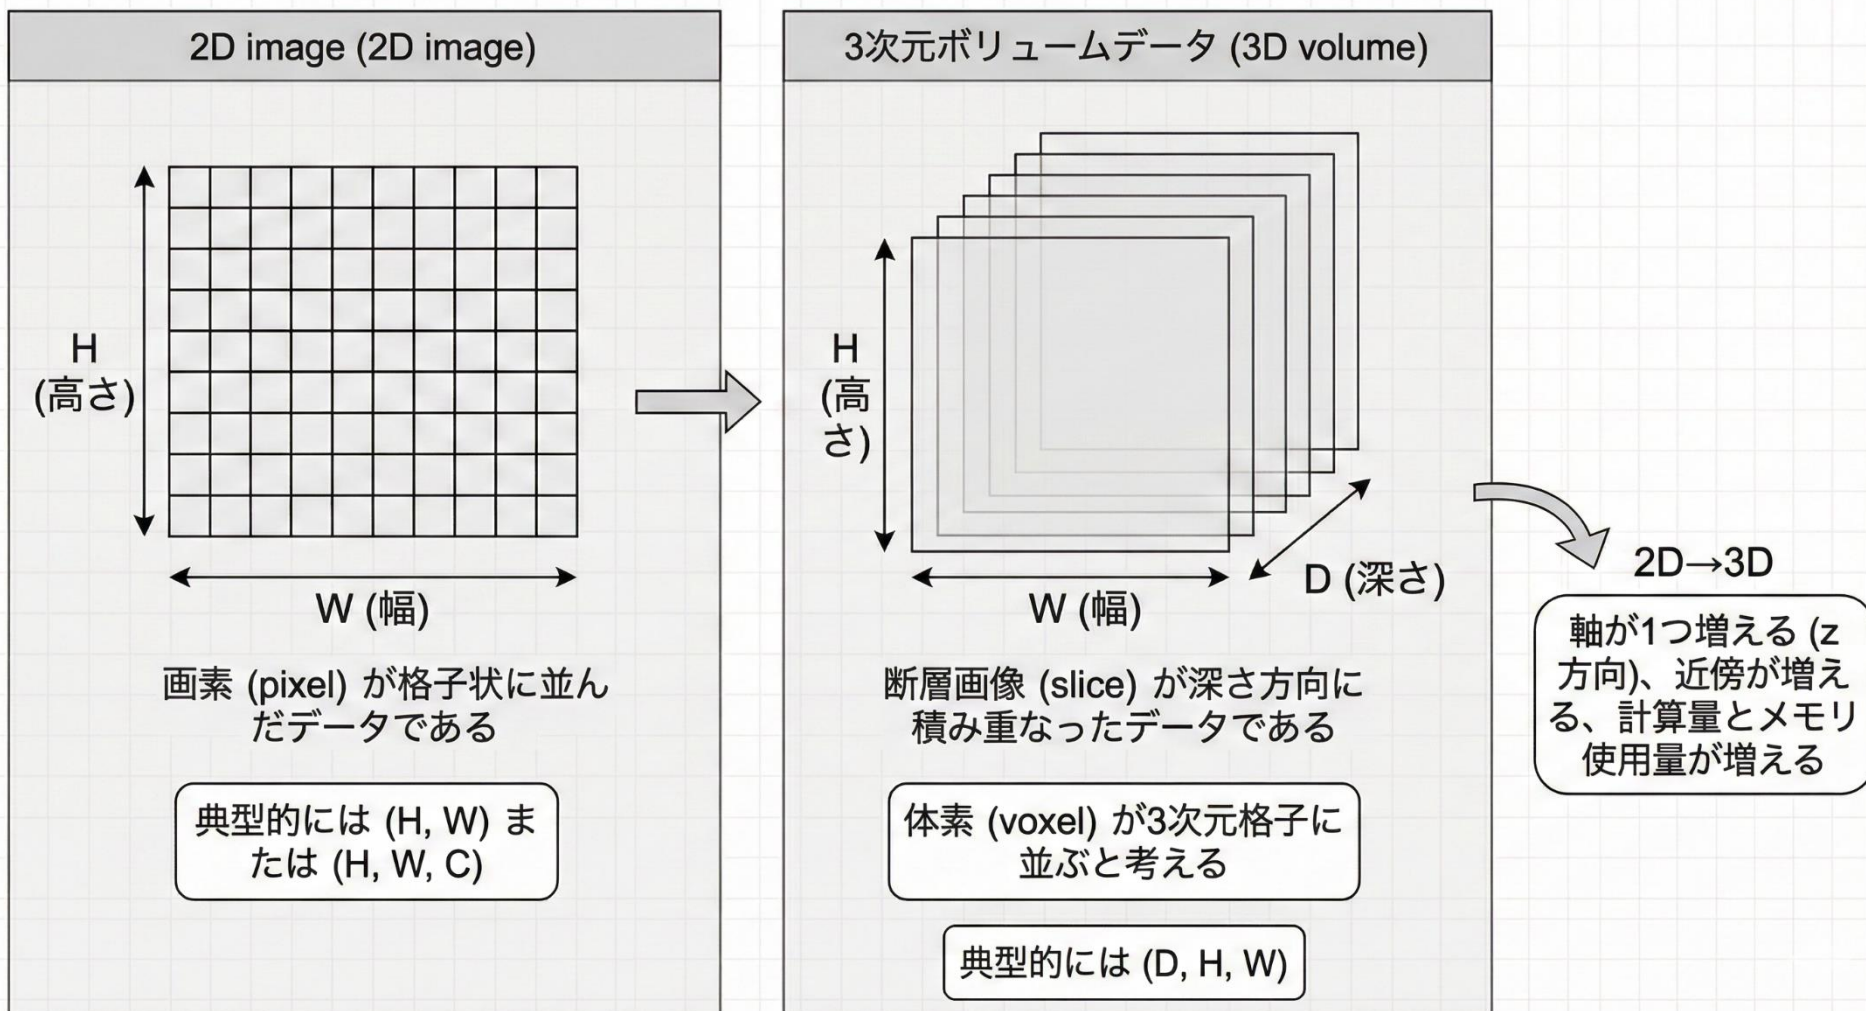 2D image (2D image)
H
(高さ)
W (幅)
画素 (pixel) が格子状に並ん
だデータである
典型的には (H, W) ま
たは (H, W, C)
3次元ボリュームデータ (3D volume)
H
(高
さ)
W (幅)
D (深さ)
断層画像 (slice) が深さ方向に
積み重なったデータである
体素 (voxel) が3次元格子に
並ぶと考える
典型的には (D, H, W)
2D→3D
軸が1つ増える (z
方向)、近傍が増え
る、計算量とメモリ
使用量が増える